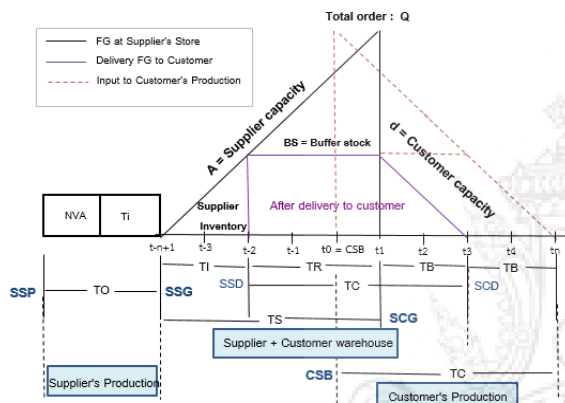 Total order : Q
FG at Supplier's Store
Delivery FG to Customer
Input to Customer's Production
A = Supplier capacity
BS = Buffer stock
d = Customer capacity
NVA
Ti
Supplier
Inventory
After delivery to customer
t-n+1
t-3
t-2
t-1
t0 = CSB
t1
t2
t3
t4
tn
TI
TR
TB
TB
SSP
TO
SSG
SSD
TC
SCD
TS
SCG
Supplier + Customer warehouse
Supplier's Production
CSB
TC
Customer's Production